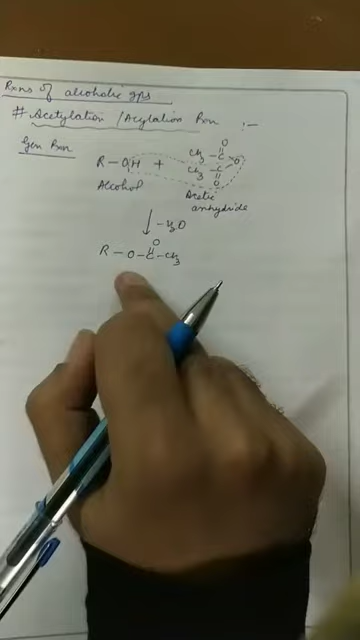 Rxns of alcoholic gps
# Acetylation / Acylation Rxn :-
Gen Rxn
R - OH + CH3 - C = O
O
CH3 - C = O
Alcohol
Acetic anhydride
- H2O
O
R - O - C - CH3